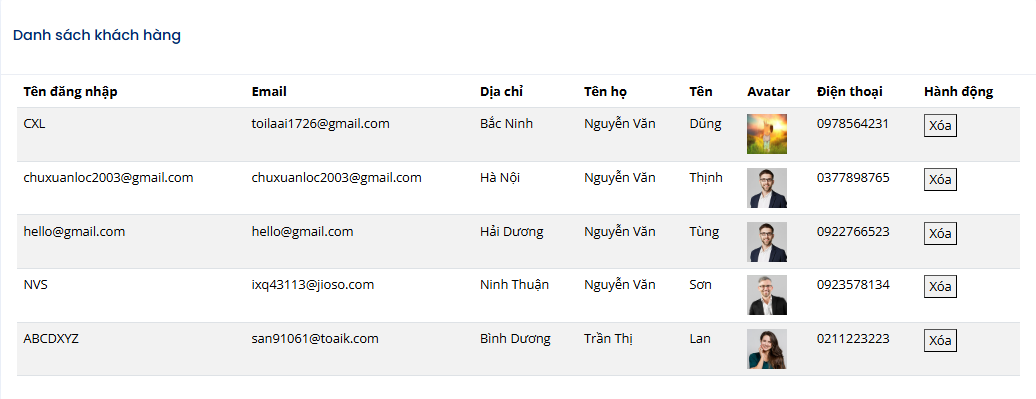 Danh sách khách hàng
Tên đăng nhập Email Địa chỉ Tên họ Tên Avatar Điện thoại Hành động
CXL toilaai1726@gmail.com Bắc Ninh Nguyễn Văn Dũng 0978564231 Xóa
chuxuanloc2003@gmail.com chuxuanloc2003@gmail.com Hà Nội Nguyễn Văn Thịnh 0377898765 Xóa
hello@gmail.com hello@gmail.com Hải Dương Nguyễn Văn Tùng 0922766523 Xóa
NVS ixq43113@jioso.com Ninh Thuận Nguyễn Văn Sơn 0923578134 Xóa
ABCDXYZ san91061@toaik.com Bình Dương Trần Thị Lan 0211223223 Xóa